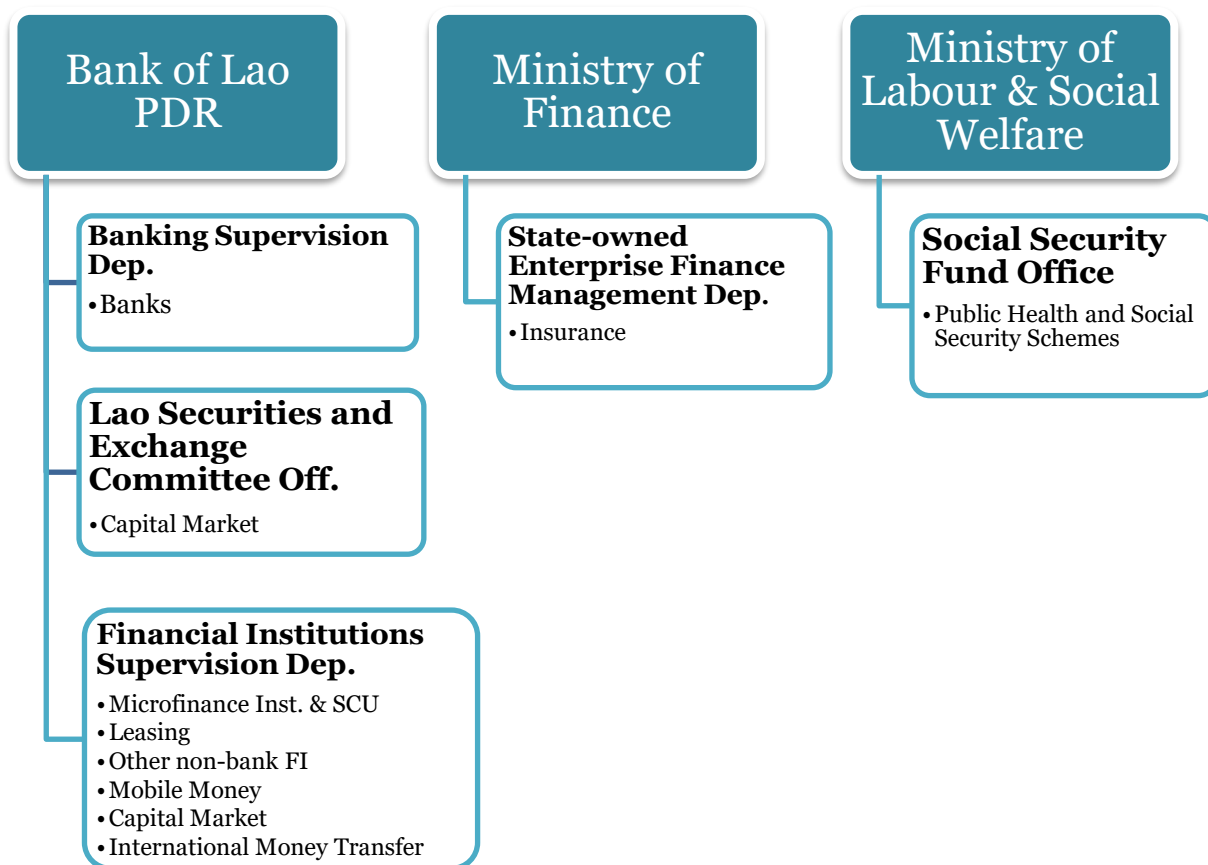 Bank of Lao
PDR
Banking Supervision
Dep.
•Banks
Lao Securities and
Exchange
Committee Off.
•Capital Market
Financial Institutions
Supervision Dep.
•Microfinance Inst. & SCU
•Leasing
•Other non-bank FI
•Mobile Money
•Capital Market
•International Money Transfer
Ministry of
Finance
State-owned
Enterprise Finance
Management Dep.
•Insurance
Ministry of
Labour & Social
Welfare
Social Security
Fund Office
•Public Health and Social
Security Schemes